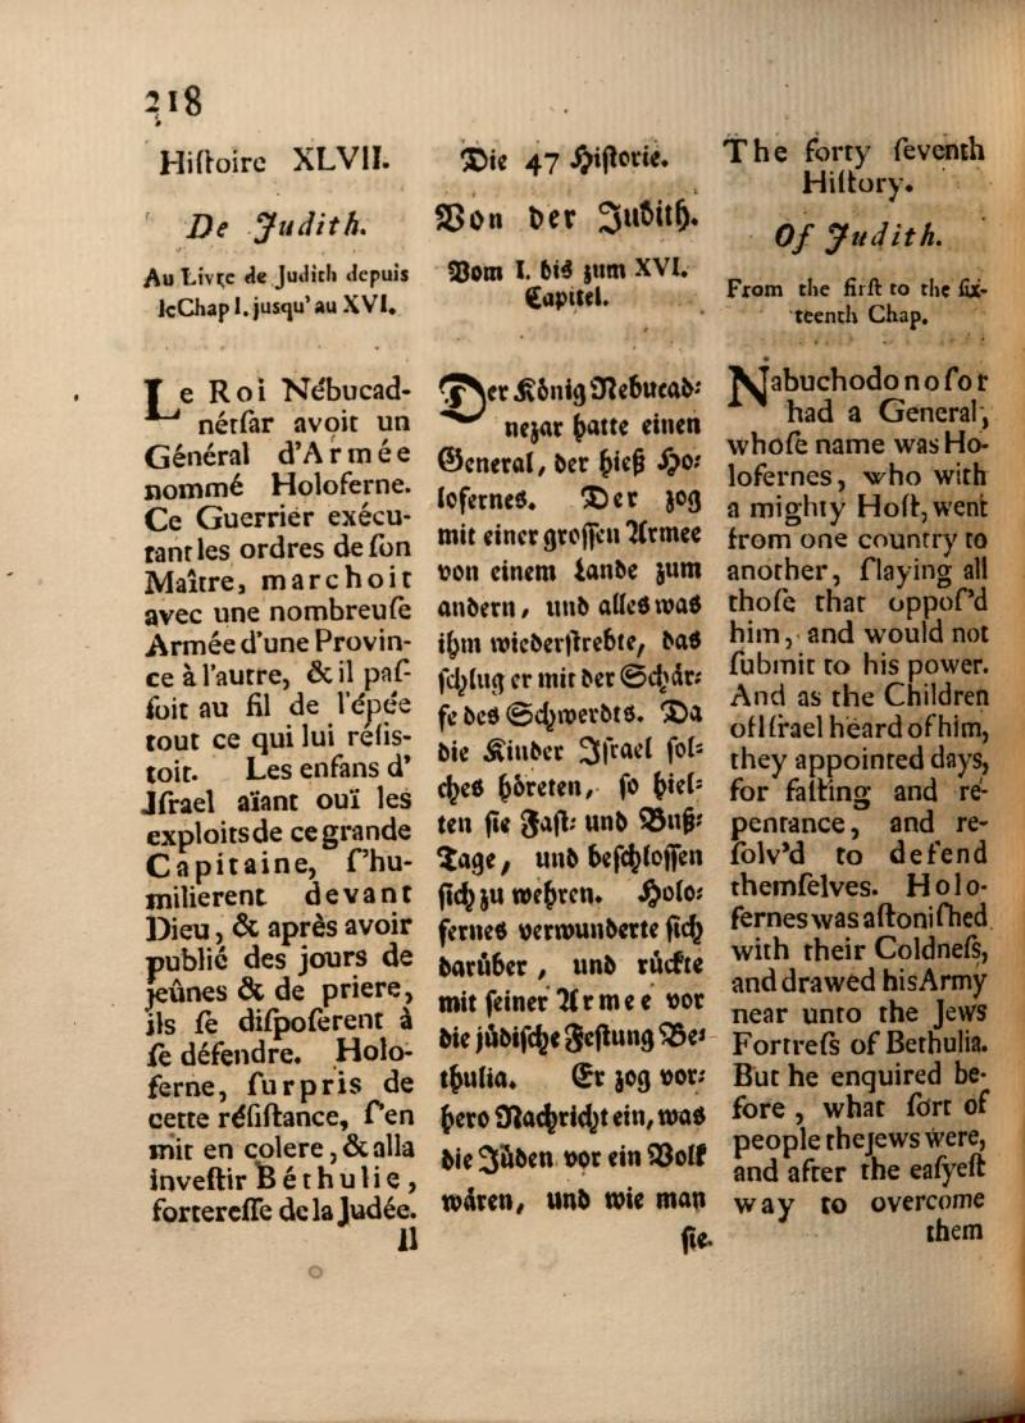 218
Hiſtoire XLVII.
De Judith.
Au Livre de Judith depuis
le Chap I. jusqu' au XVI.
Le Roi Nébucad-
nétſar avoit un
Général d'Armée
nommé Holoferne.
Ce Guerrier exécu-
tant les ordres de ſon
Maître, marchoit
avec une nombreuſe
Armée d'une Provin-
ce à l'autre, & il paſ-
ſoit au fil de l'épée
tout ce qui lui réſis-
toit. Les enfans d'
Jſrael aïant ouï les
exploits de ce grande
Capitaine, ſ'hu-
milierent devant
Dieu, & après avoir
publié des jours de
jeûnes & de priere,
ils ſe diſpoſerent à
ſe défendre. Holo-
ferne, ſurpris de
cette réſiſtance, ſ'en
mit en colere, & alla
inveſtir Béthulie,
fortereſſe de la Judée.
Il
Die 47 Hiſtorie.
Von der Judith.
Vom I. bis zum XVI.
Capitel.
Der König Nebucad⸗
nezar hatte einen
General, der hieß Ho⸗
lofernes. Der zog
mit einer groſſen Armee
von einem Lande zum
andern, und alles was
ihm wiederſtrebte, das
ſchlug er mit der Schär⸗
fe des Schwerdts. Da
die Kinder Iſrael ſol⸗
ches höreten, ſo hiel⸗
ten ſie Faſt⸗ und Buß⸗
Tage, und beſchloſſen
ſich zu wehren. Holo⸗
fernes verwunderte ſich
darüber, und rückte
mit ſeiner Armee vor
die jüdiſche Feſtung Be⸗
thulia. Er zog vor⸗
hero Nachricht ein, was
die Jüden vor ein Volk
wären, und wie man
ſie.
The forty ſeventh
Hiſtory.
Of Judith.
From the firſt to the ſix-
teenth Chap.
Nabuchodonoſor
had a General,
whoſe name was Ho-
lofernes, who with
a mighty Hoſt, went
from one country to
another, ſlaying all
thoſe that oppoſ'd
him, and would not
ſubmit to his power.
And as the Children
of Iſrael heard of him,
they appointed days,
for faſting and re-
pentance, and re-
ſolv'd to defend
themſelves. Holo-
fernes was aſtoniſhed
with their Coldneſs,
and drawed his Army
near unto the Jews
Fortreſs of Bethulia.
But he enquired be-
fore, what ſort of
people the jews were,
and after the eaſyeſt
way to overcome
them